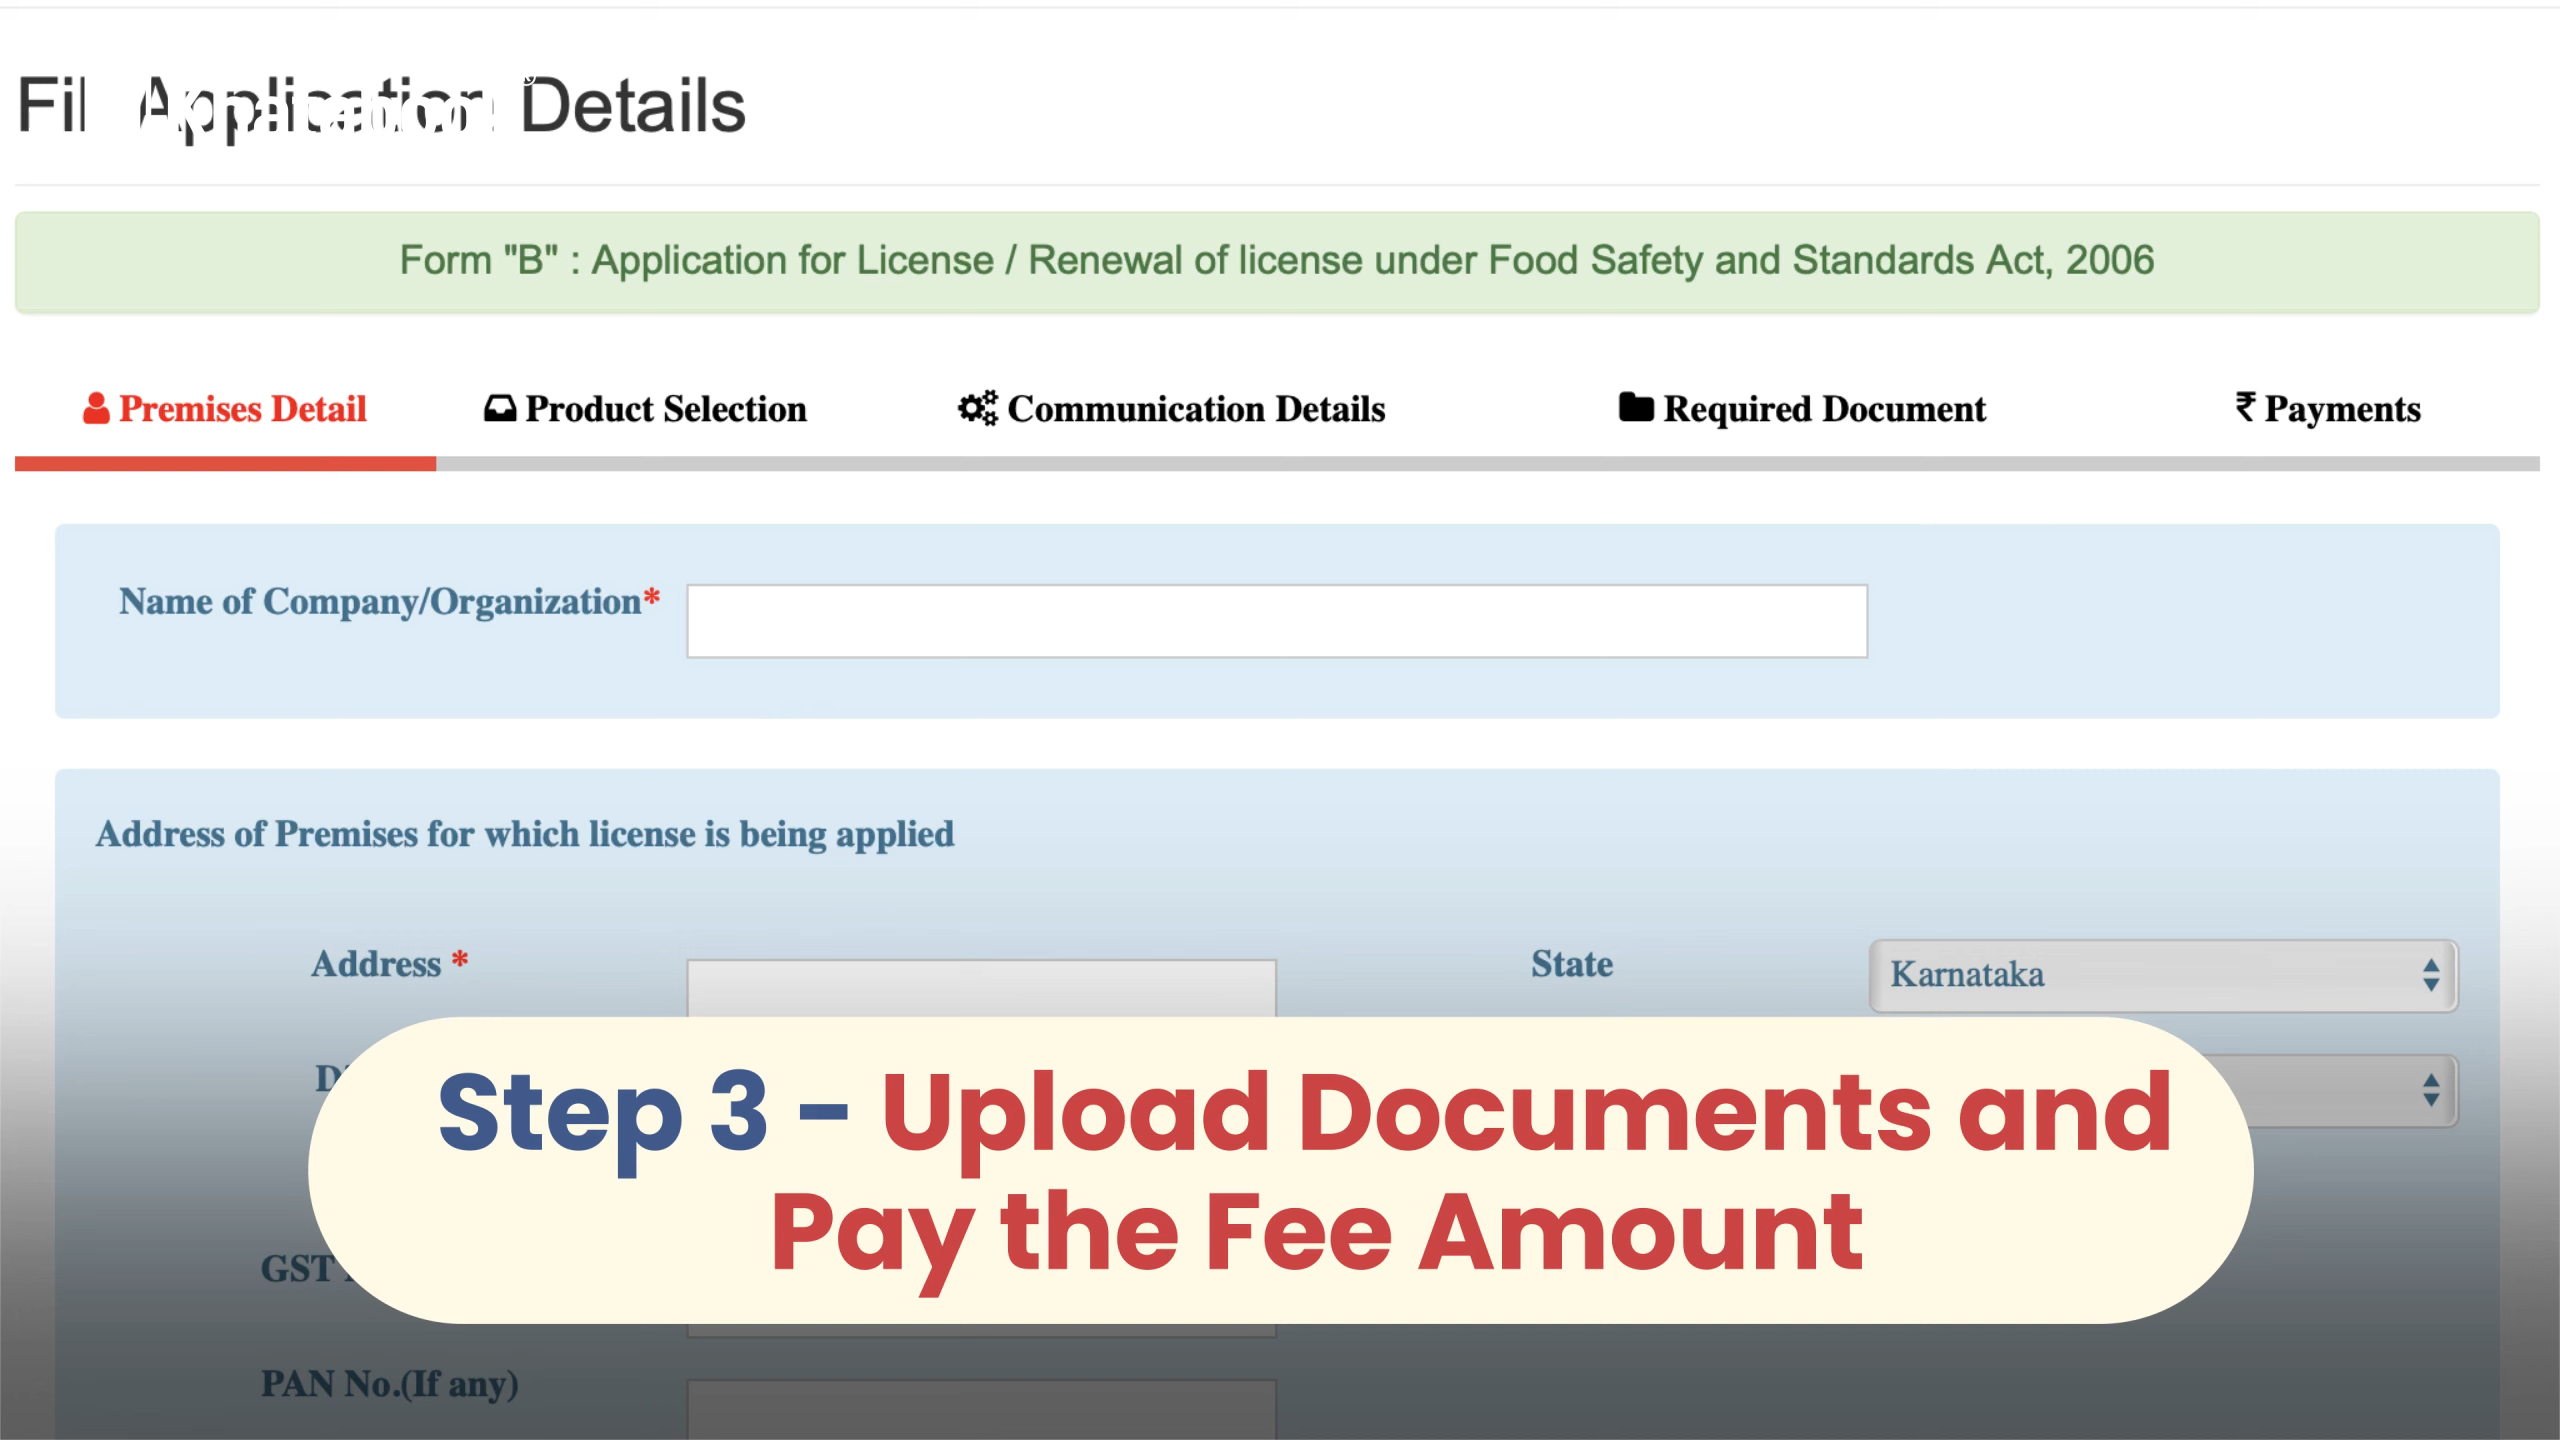 Application Details
Form "B" : Application for License / Renewal of license under Food Safety and Standards Act, 2006
Premises Detail Product Selection Communication Details Required Document ₹ Payments
Name of Company/Organization*
Address of Premises for which license is being applied
Address * State Karnataka
Step 3 - Upload Documents and
Pay the Fee Amount
GST
PAN No.(If any)